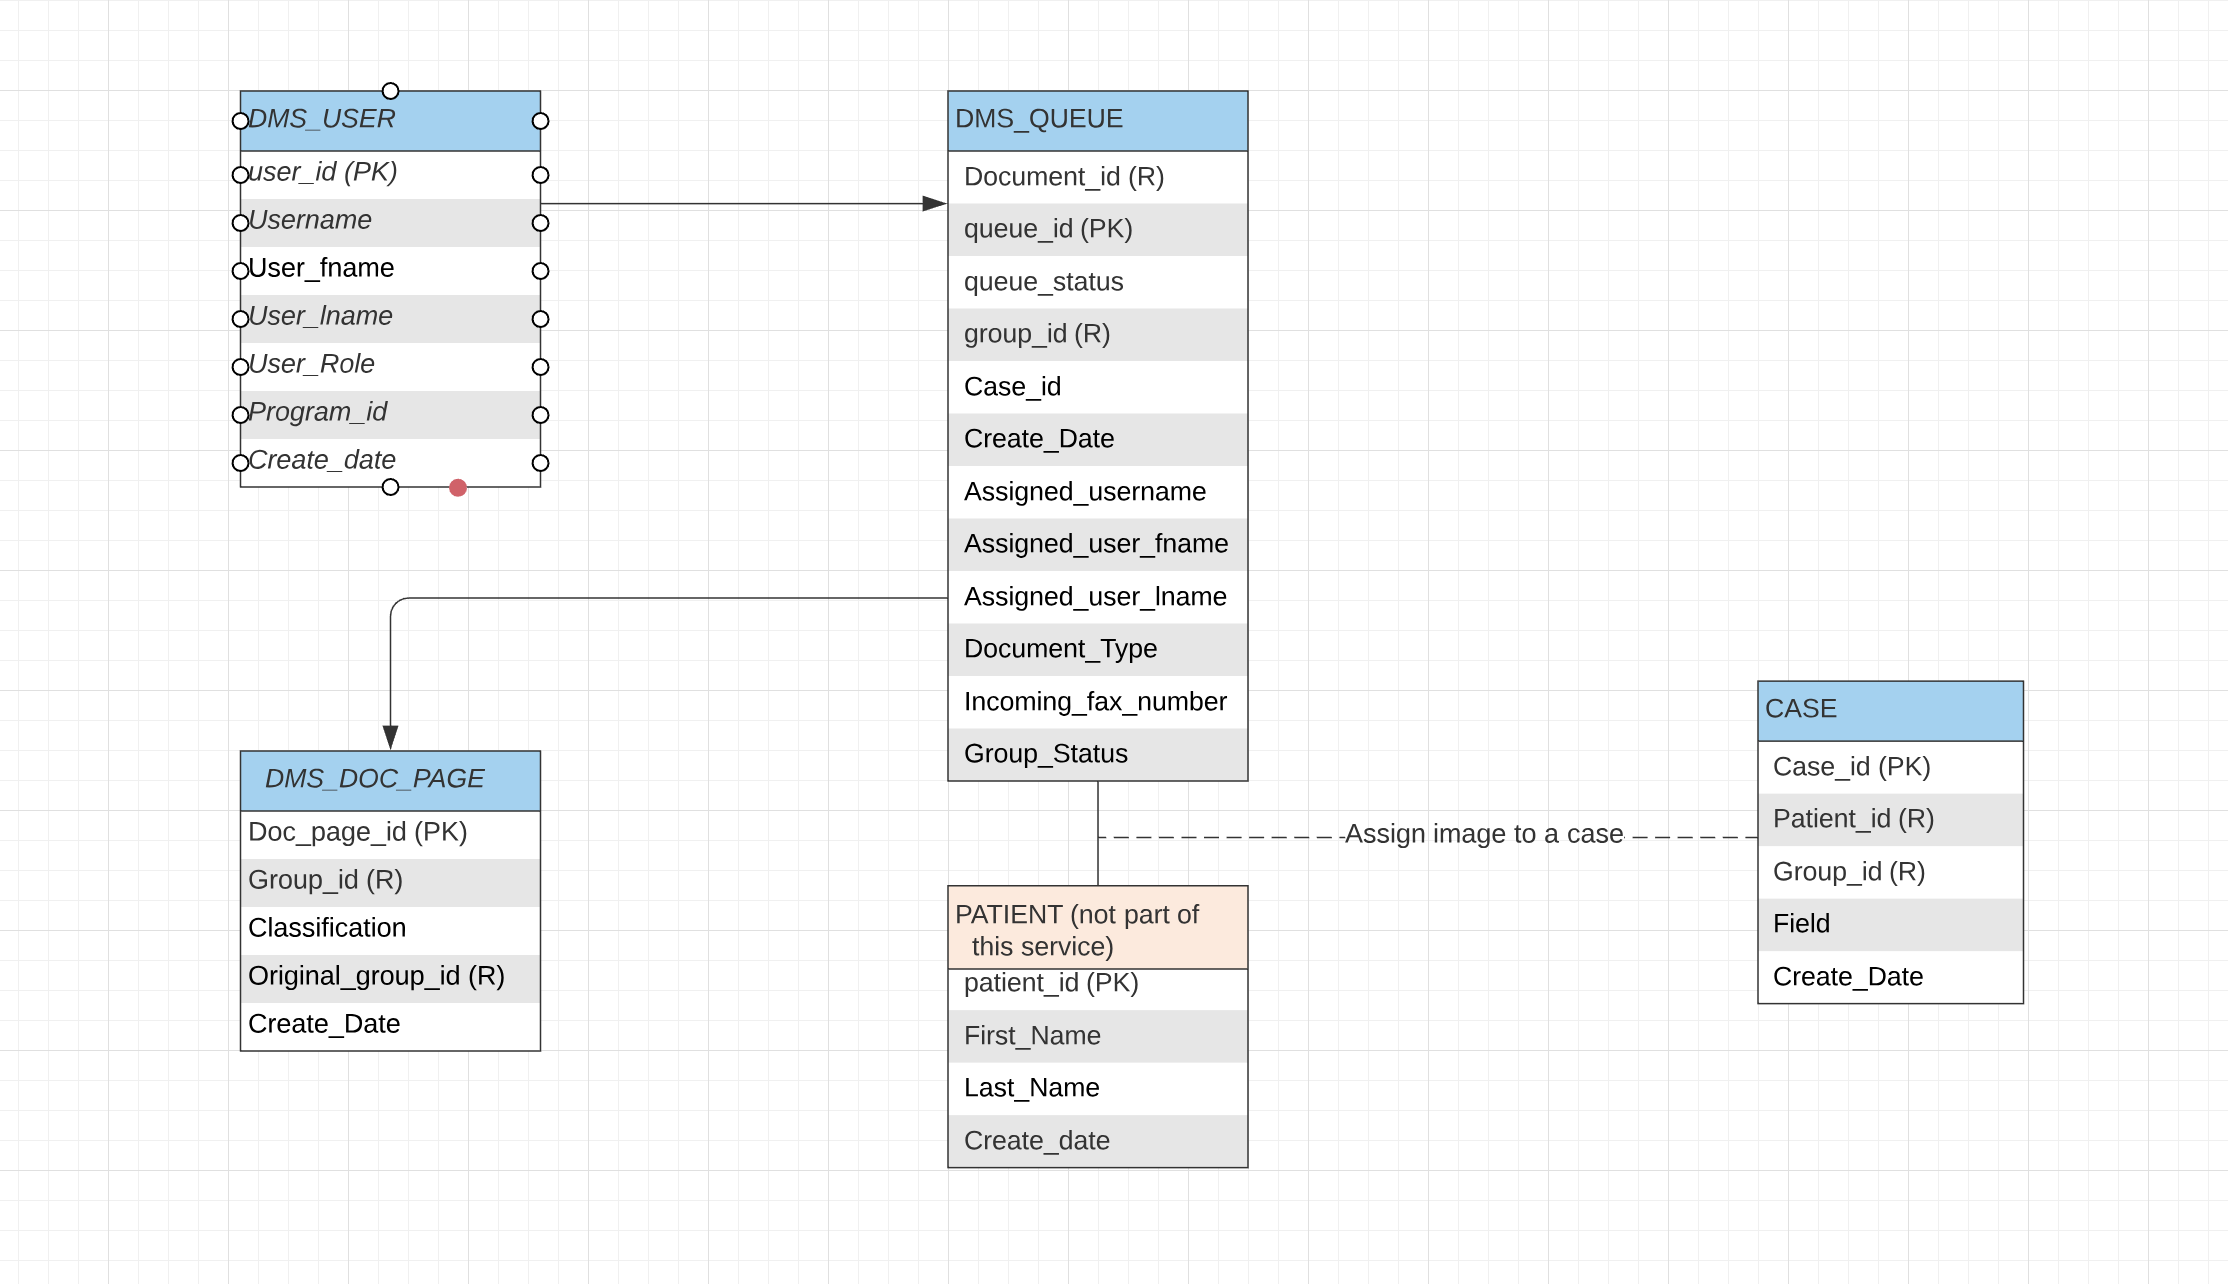 DMS_USER
user_id (PK)
Username
User_fname
User_lname
User_Role
Program_id
Create_date
DMS_QUEUE
Document_id (R)
queue_id (PK)
queue_status
group_id (R)
Case_id
Create_Date
Assigned_username
Assigned_user_fname
Assigned_user_lname
Document_Type
Incoming_fax_number
Group_Status
DMS_DOC_PAGE
Doc_page_id (PK)
Group_id (R)
Classification
Original_group_id (R)
Create_Date
Assign image to a case
CASE
Case_id (PK)
Patient_id (R)
Group_id (R)
Field
Create_Date
PATIENT (not part of
this service)
patient_id (PK)
First_Name
Last_Name
Create_date